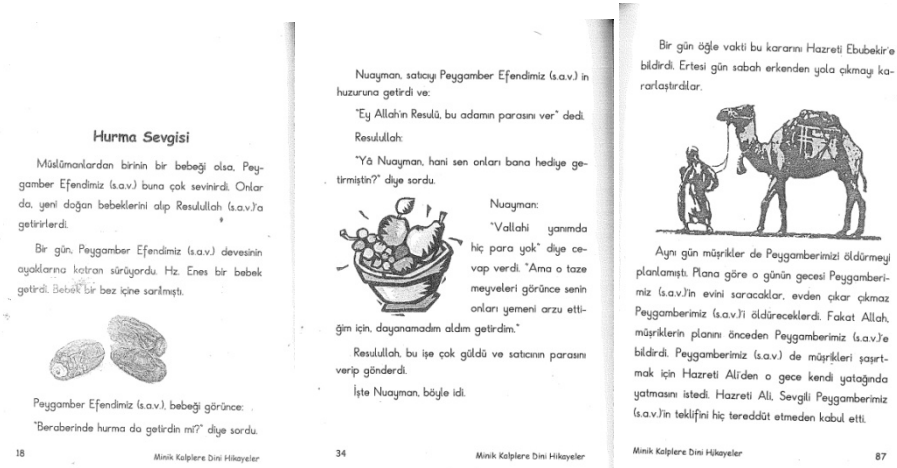 Hurma Sevgisi
Müslümanlardan birinin bir bebeği olsa, Pey-
gamber Efendimiz (s.a.v.) buna çok sevinirdi. Onlar
da, yeni doğan bebeklerini alıp Resulullah (s.a.v.)'a
getirirlerdi.
Bir gün, Peygamber Efendimiz (s.a.v.) devesinin
ayaklarına katran sürüyordu. Hz. Enes bir bebek
getirdi. Bebek bir bez içine sarılmıştı.
Peygamber Efendimiz (s.a.v.), bebeği görünce:
"Beraberinde hurma da getirdin mi?" diye sordu.
18
Minik Kalplere Dini Hikayeler
Nuayman, satıcıyı Peygamber Efendimiz (s.a.v.) in
huzuruna getirdi ve:
"Ey Allah'ın Resulü, bu adamın parasını ver" dedi.
Resulullah:
"Yâ Nuayman, hani sen onları bana hediye ge-
tirmiştin?" diye sordu.
Nuayman:
"Vallahi yanımda
hiç para yok" diye ce-
vap verdi. "Ama o taze
meyveleri görünce senin
onları yemeni arzu etti-
ğim için, dayanamadım aldım getirdim."
Resulullah, bu işe çok güldü ve satıcının parasını
verip gönderdi.
İşte Nuayman, böyle idi.
34
Minik Kalplere Dini Hikayeler
Bir gün öğle vakti bu kararını Hazreti Ebubekir'e
bildirdi. Ertesi gün sabah erkenden yola çıkmayı ka-
rarlaştırdılar.
Aynı gün müşrikler de Peygamberimizi öldürmeyi
planlamıştı. Plana göre o günün gecesi Peygamberi-
miz (s.a.v.)'in evini saracaklar, evden çıkar çıkmaz
Peygamberimiz (s.a.v.)'i öldüreceklerdi. Fakat Allah,
müşriklerin planını önceden Peygamberimiz (s.a.v.)'e
bildirdi. Peygamberimiz (s.a.v.) de müşrikleri şaşırt-
mak için Hazreti Ali'den o gece kendi yatağında
yatmasını istedi. Hazreti Ali, Sevgili Peygamberimiz
(s.a.v.)'in teklifini hiç tereddüt etmeden kabul etti.
Minik Kalplere Dini Hikayeler
87